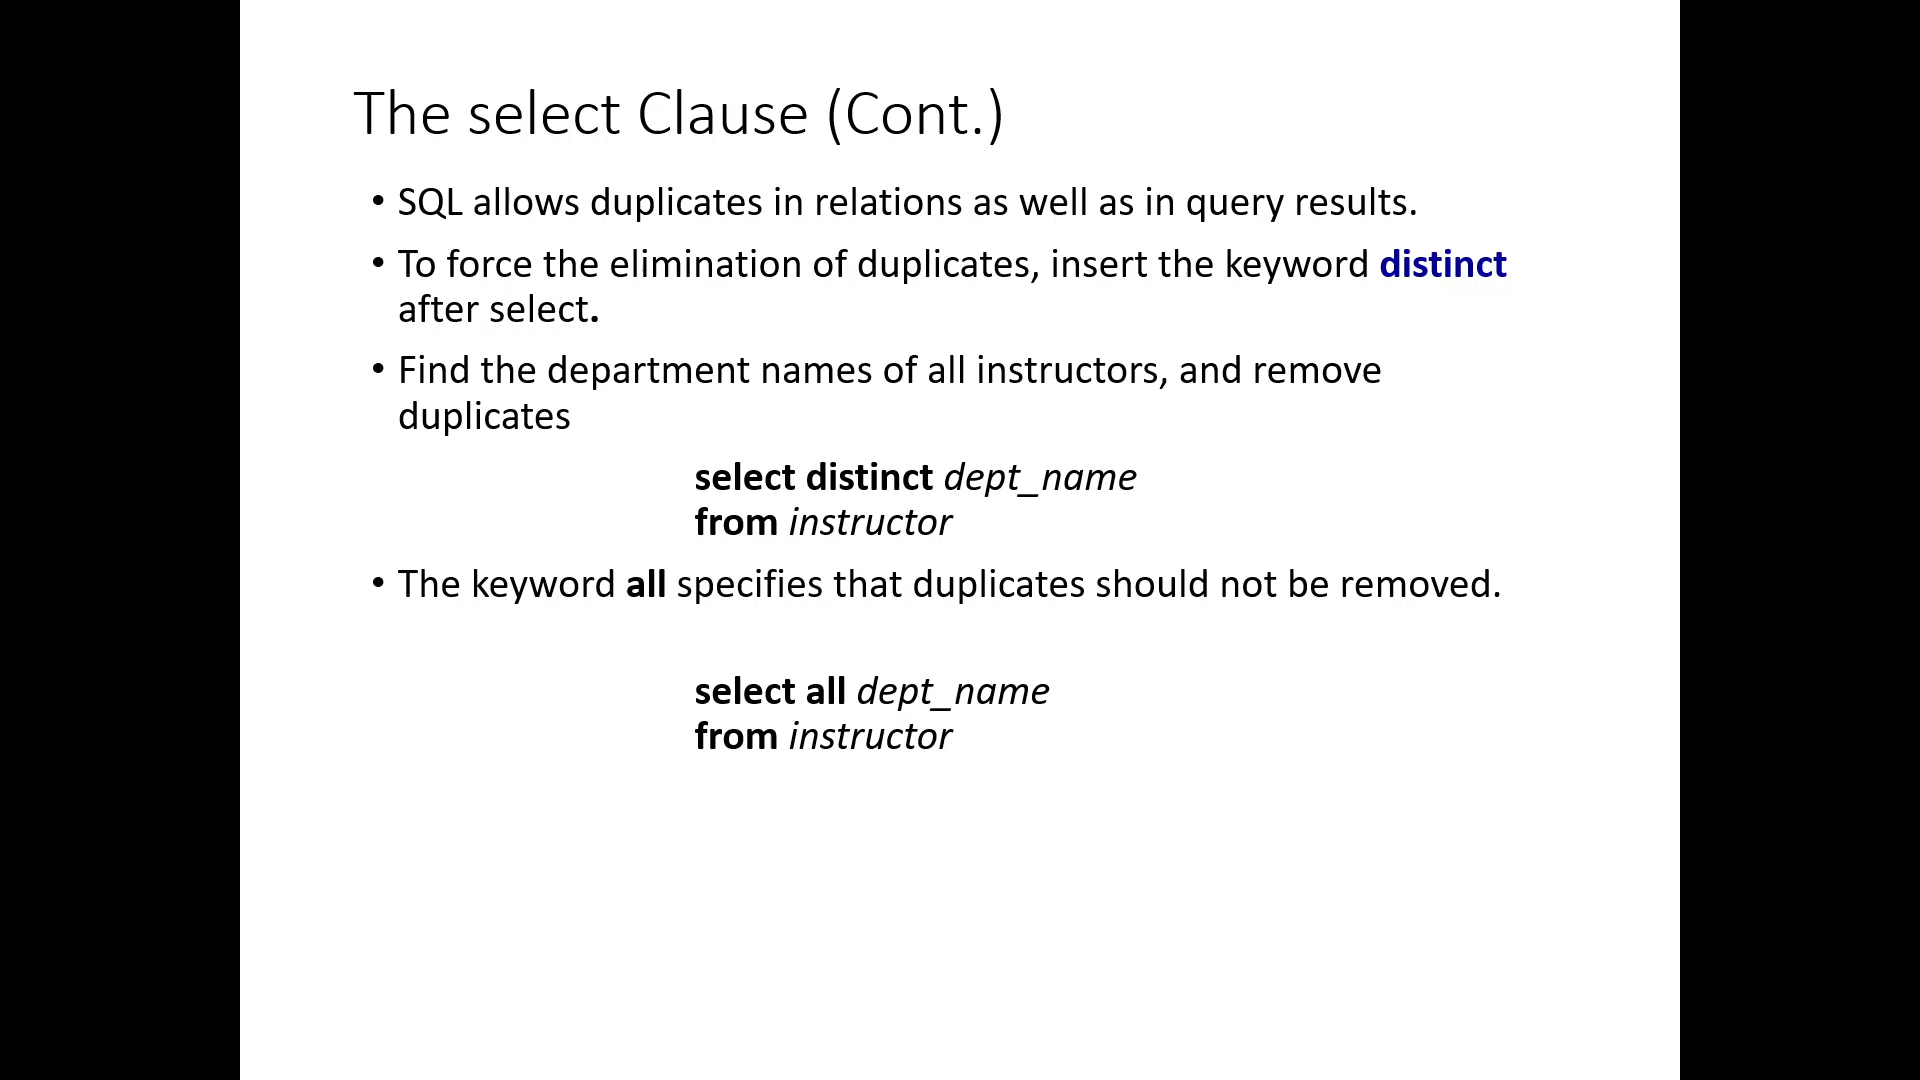 The select Clause (Cont.)
• SQL allows duplicates in relations as well as in query results.
• To force the elimination of duplicates, insert the keyword distinct
after select.
• Find the department names of all instructors, and remove
duplicates
select distinct dept_name
from instructor
• The keyword all specifies that duplicates should not be removed.
select all dept_name
from instructor